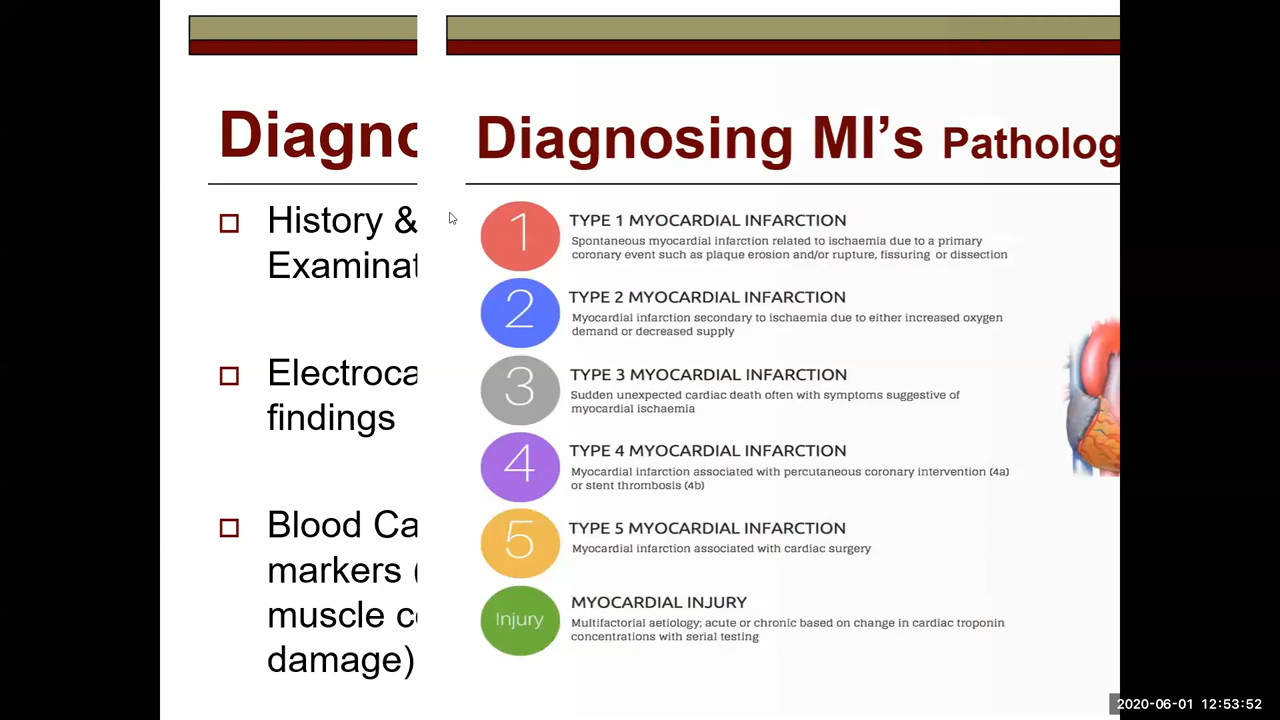 Diagno
History &
Examinat
Electroca
findings
Blood Ca
markers (
muscle c
damage)
Diagnosing MI’s Patholog
1
TYPE 1 MYOCARDIAL INFARCTION
Spontaneous myocardial infarction related to ischaemia due to a primary
coronary event such as plaque erosion and/or rupture, fissuring or dissection
2
TYPE 2 MYOCARDIAL INFARCTION
Myocardial infarction secondary to ischaemia due to either increased oxygen
demand or decreased supply
3
TYPE 3 MYOCARDIAL INFARCTION
Sudden unexpected cardiac death often with symptoms suggestive of
myocardial ischaemia
4
TYPE 4 MYOCARDIAL INFARCTION
Myocardial infarction associated with percutaneous coronary intervention (4a)
or stent thrombosis (4b)
5
TYPE 5 MYOCARDIAL INFARCTION
Myocardial infarction associated with cardiac surgery
Injury
MYOCARDIAL INJURY
Multifactorial aetiology; acute or chronic based on change in cardiac troponin
concentrations with serial testing
2020-06-01 12:53:52